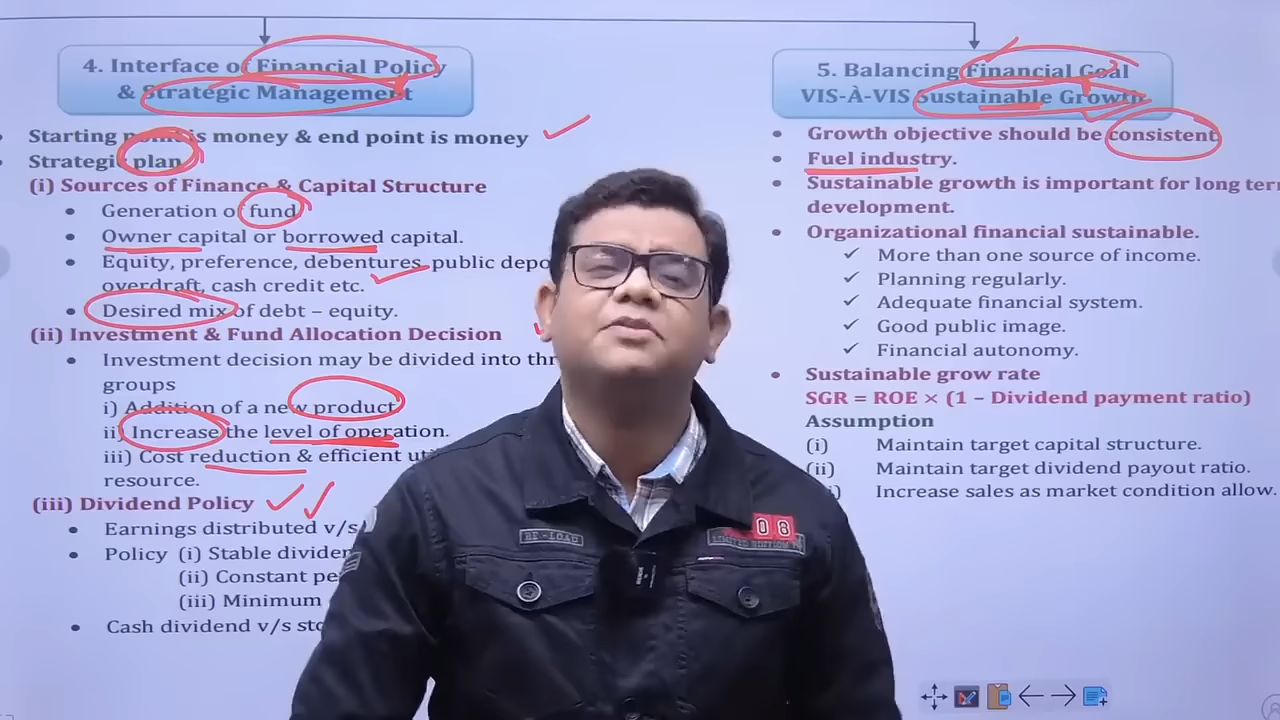 4. Interface of Financial Policy
& Strategic Management
Starting point is money & end point is money
Strategic plan
(i) Sources of Finance & Capital Structure
Generation of fund
Owner capital or borrowed capital.
Equity, preference, debentures, public depo
overdraft, cash credit etc.
Desired mix of debt – equity.
(ii) Investment & Fund Allocation Decision
Investment decision may be divided into thr
groups
i) Addition of a new product
ii) Increase the level of operation.
iii) Cost reduction & efficient uti
resource.
(iii) Dividend Policy
Earnings distributed v/s
Policy (i) Stable dividen
(ii) Constant pe
(iii) Minimum
Cash dividend v/s sto
5. Balancing Financial Goal
VIS-À-VIS Sustainable Growth
Growth objective should be consistent
Fuel industry.
Sustainable growth is important for long ter
development.
Organizational financial sustainable.
More than one source of income.
Planning regularly.
Adequate financial system.
Good public image.
Financial autonomy.
Sustainable grow rate
SGR = ROE × (1 – Dividend payment ratio)
Assumption
(i) Maintain target capital structure.
(ii) Maintain target dividend payout ratio.
Increase sales as market condition allow.
RE-LOAD
08
LIMITED EDITION